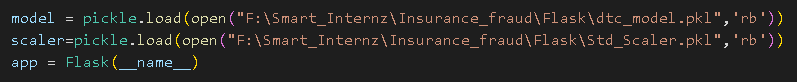 model = pickle.load(open("F:\Smart_Internz\Insurance_fraud\Flask\dtc_model.pkl",'rb'))
scaler=pickle.load(open("F:\Smart_Internz\Insurance_fraud\Flask\Std_Scaler.pkl",'rb'))
app = Flask(__name__)